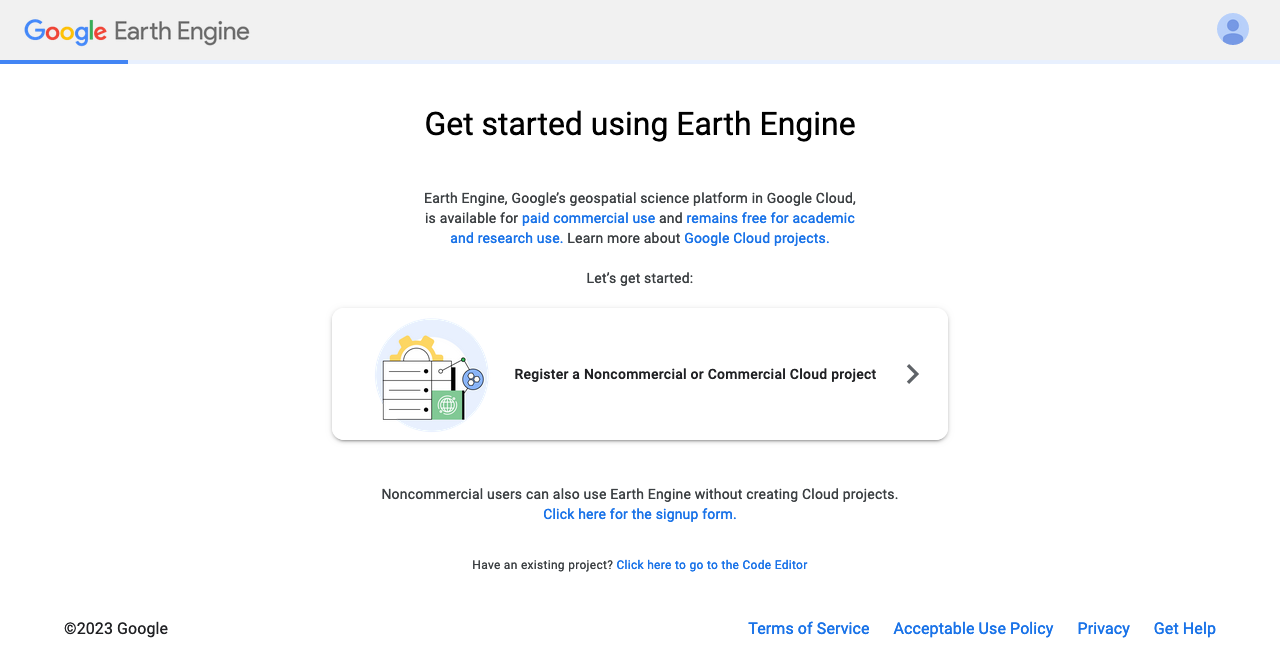 Google Earth Engine
Get started using Earth Engine
Earth Engine, Google’s geospatial science platform in Google Cloud,
is available for paid commercial use and remains free for academic
and research use. Learn more about Google Cloud projects.
Let’s get started:
Register a Noncommercial or Commercial Cloud project
Noncommercial users can also use Earth Engine without creating Cloud projects.
Click here for the signup form.
Have an existing project? Click here to go to the Code Editor
©2023 Google Terms of Service Acceptable Use Policy Privacy Get Help